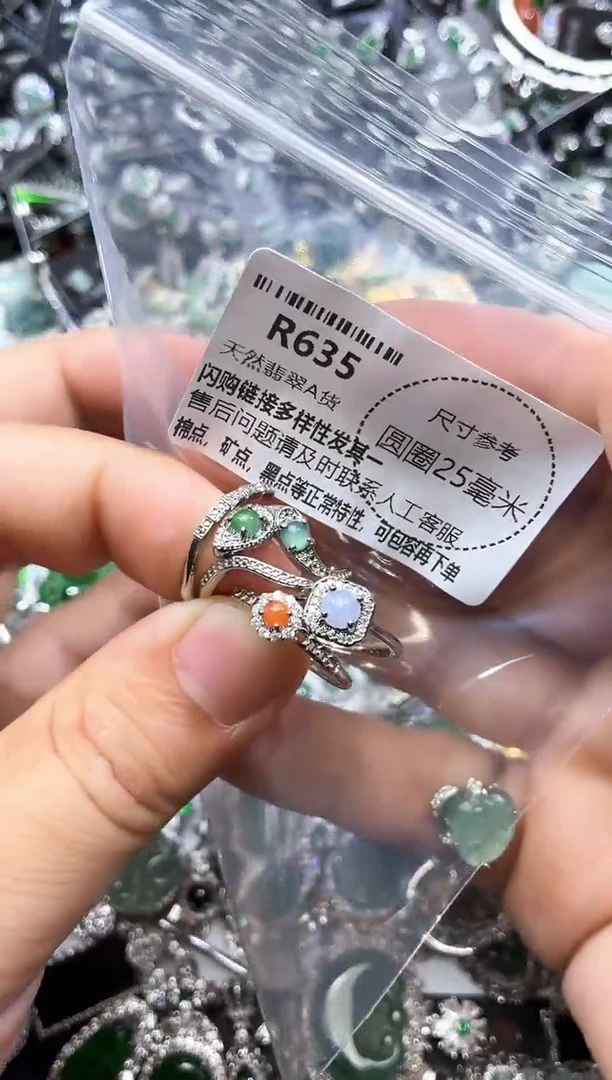 R635
天然翡翠A货
闪购链接多样性发其一
售后问题请及时联系人工客服
棉点，矿点，黑点等正常特性，可包容再下单
尺寸参考
圆圈25毫米